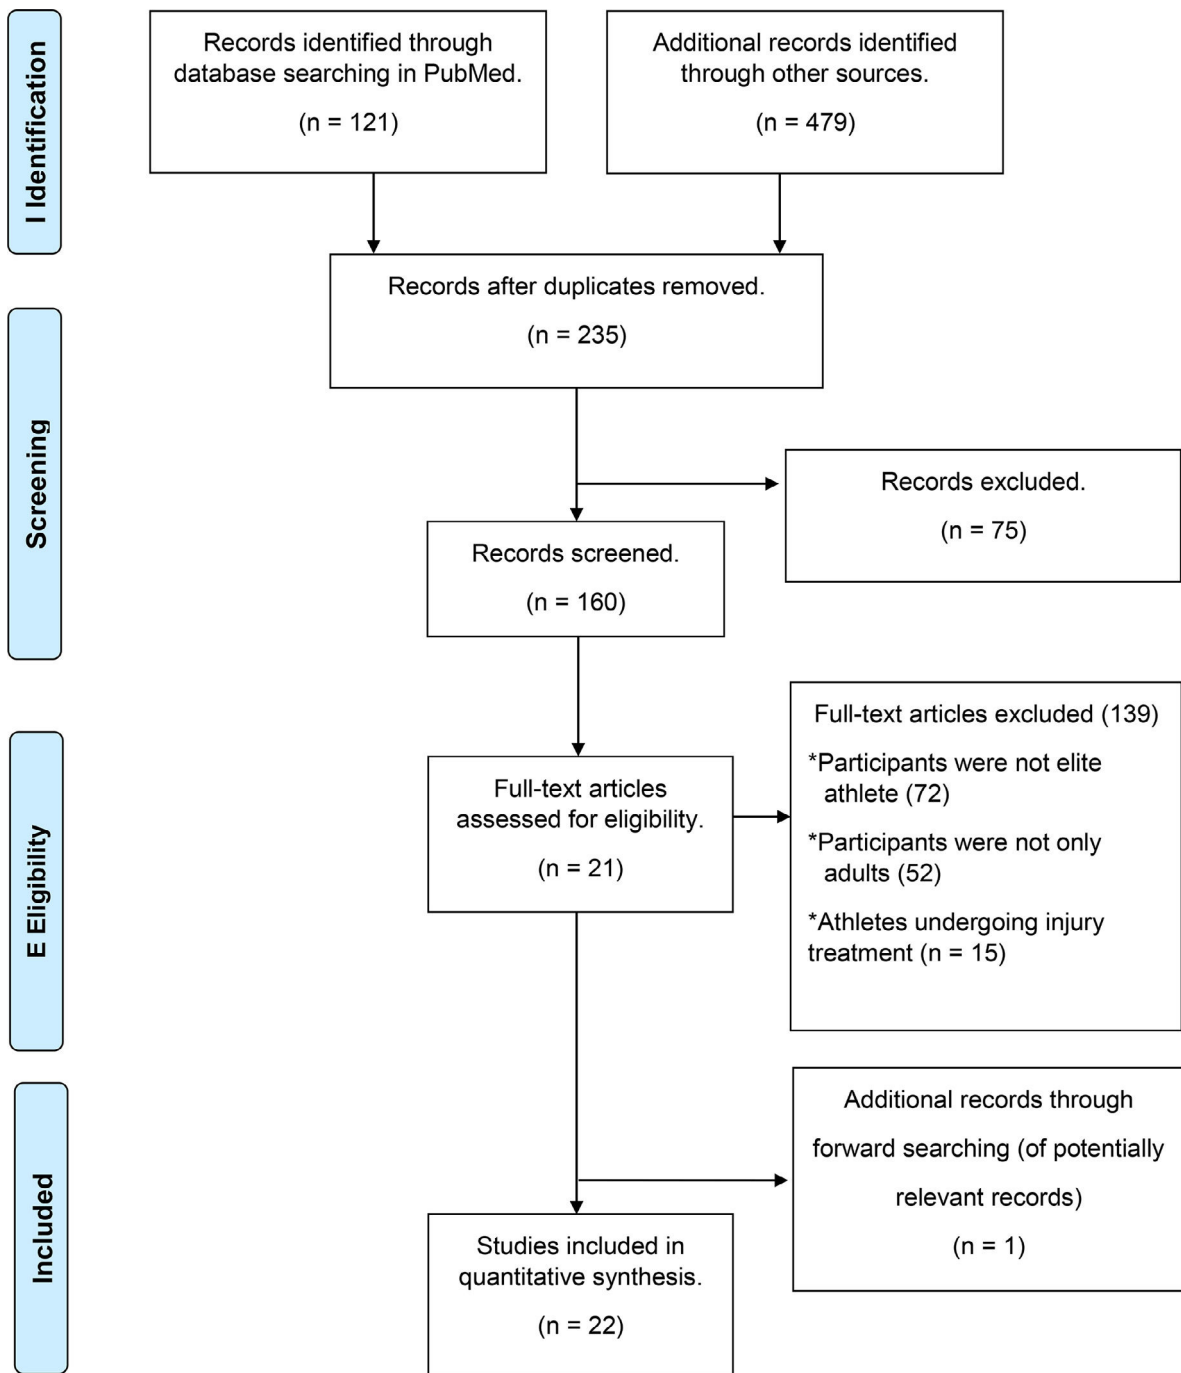 I Identification
Records identified through
database searching in PubMed.
(n = 121)
Additional records identified
through other sources.
(n = 479)
Records after duplicates removed.
(n = 235)
Screening
Records excluded.
(n = 75)
Records screened.
(n = 160)
E Eligibility
Full-text articles
assessed for eligibility.
(n = 21)
Full-text articles excluded (139)
*Participants were not elite
athlete (72)
*Participants were not only
adults (52)
*Athletes undergoing injury
treatment (n = 15)
Included
Additional records through
forward searching (of potentially
relevant records)
(n = 1)
Studies included in
quantitative synthesis.
(n = 22)